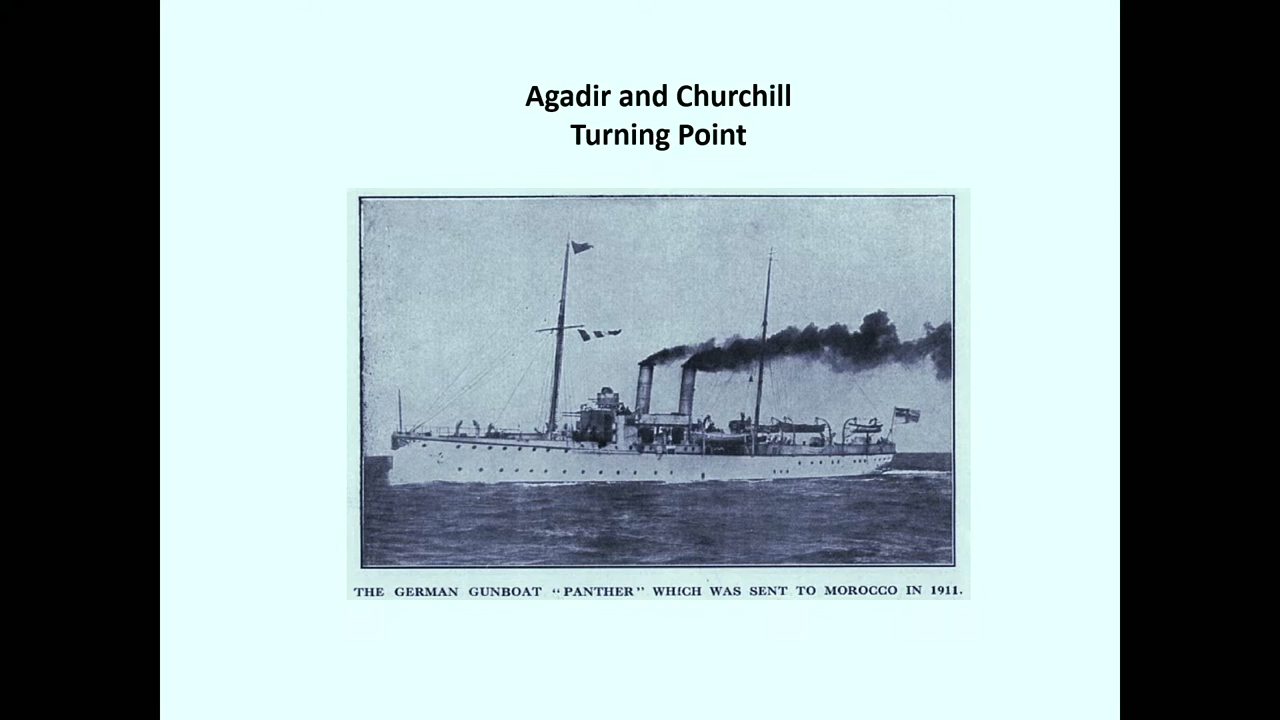 Agadir and Churchill
Turning Point
THE GERMAN GUNBOAT "PANTHER" WHICH WAS SENT TO MOROCCO IN 1911.